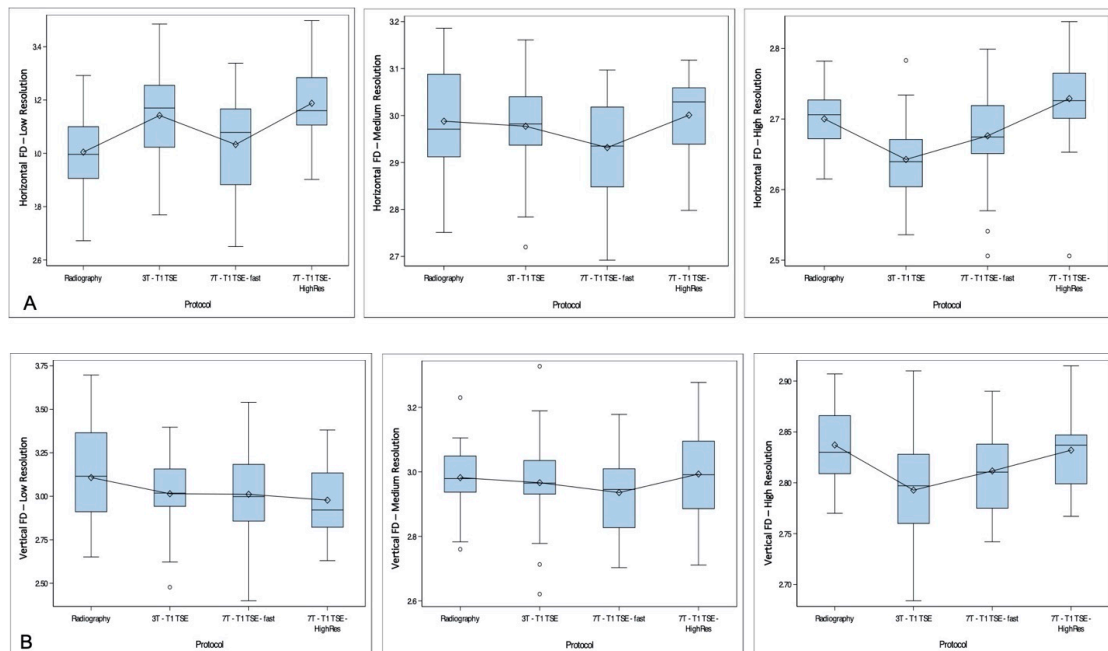 Horizontal FD – Low Resolution
3.4
2.6
Radiography
3T - T1 TSE
7T - T1 TSE - fast
7T - T1 TSE -
HighRes
Protocol
A
Horizontal FD – Medium Resolution
3.2
3.1
3.0
2.9
2.8
2.7
Radiography
3T - T1 TSE
7T - T1 TSE - fast
7T - T1 TSE -
HighRes
Protocol
Horizontal FD – High Resolution
2.8
2.7
2.6
2.5
Radiography
3T - T1 TSE
7T - T1 TSE - fast
7T - T1 TSE -
HighRes
Protocol
Vertical FD – Low Resolution
3.75
3.50
3.25
3.00
2.75
2.50
Radiography
3T - T1 TSE
7T - T1 TSE - fast
7T - T1 TSE -
HighRes
Protocol
B
Vertical FD – Medium Resolution
3.2
3.0
2.8
2.6
Radiography
3T - T1 TSE
7T - T1 TSE - fast
7T - T1 TSE -
HighRes
Protocol
Vertical FD – High Resolution
2.90
2.85
2.80
2.75
2.70
Radiography
3T - T1 TSE
7T - T1 TSE - fast
7T - T1 TSE -
HighRes
Protocol